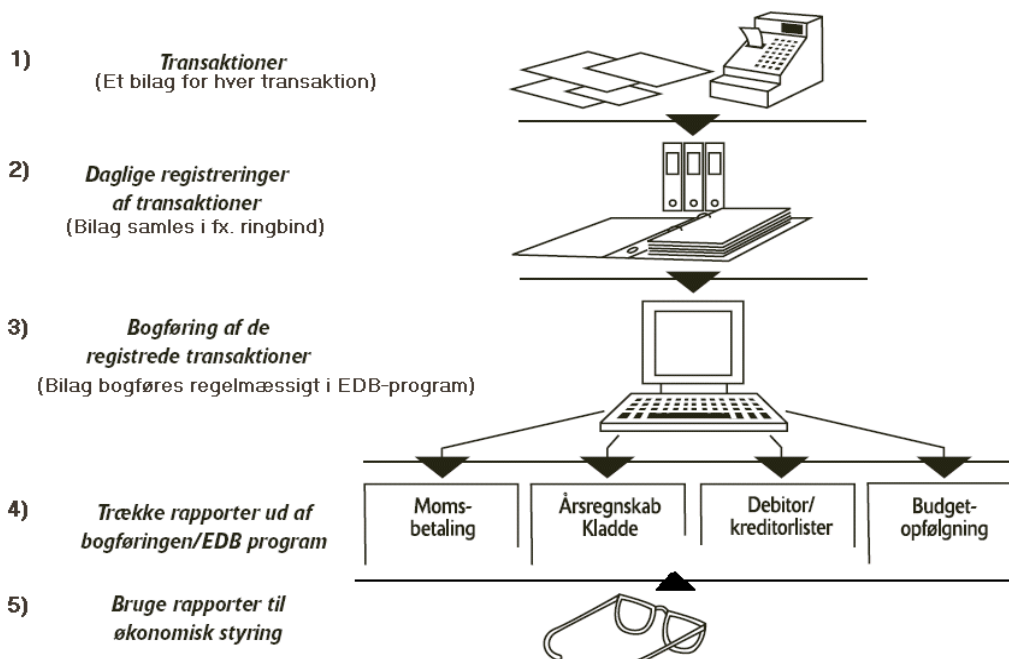 1)
Transaktioner
(Et bilag for hver transaktion)
2)
Daglige registreringer
af transaktioner
(Bilag samles i fx. ringbind)
3)
Bogføring af de
registrede transaktioner
(Bilag bogføres regelmæssigt i EDB-program)
4)
Trække rapporter ud af
bogføringen/EDB program
Moms-
betaling
Årsregnskab
Kladde
Debitor/
kreditorlister
Budget-
opfølgning
5)
Bruge rapporter til
økonomisk styring